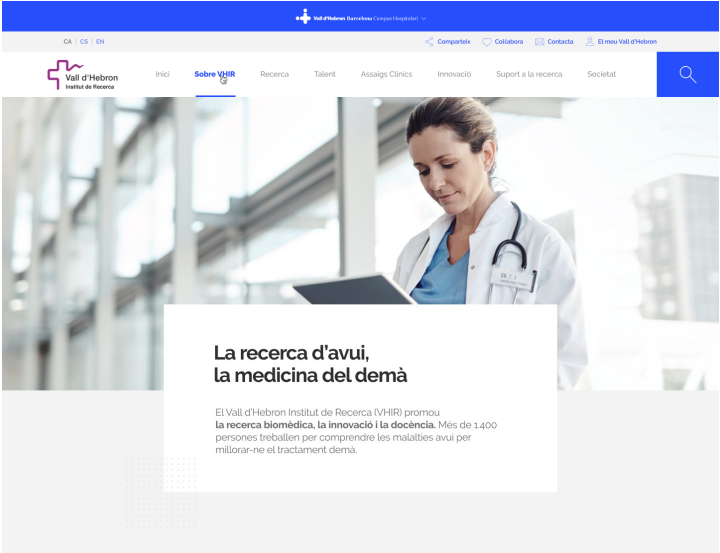 Vall d'Hebron Barcelona Campus Hospitalari
CA | CS | EN
Comparteix
Col·labora
Contacta
El meu Vall d'Hebron
Vall d'Hebron
Institut de Recerca
Inici
Sobre VHIR
Recerca
Talent
Assaigs Clínics
Innovació
Suport a la recerca
Societat
La recerca d'avui,
la medicina del demà
El Vall d'Hebron Institut de Recerca (VHIR) promou
la recerca biomèdica, la innovació i la docència. Més de 1.400
persones treballen per comprendre les malalties avui per
millorar-ne el tractament demà.